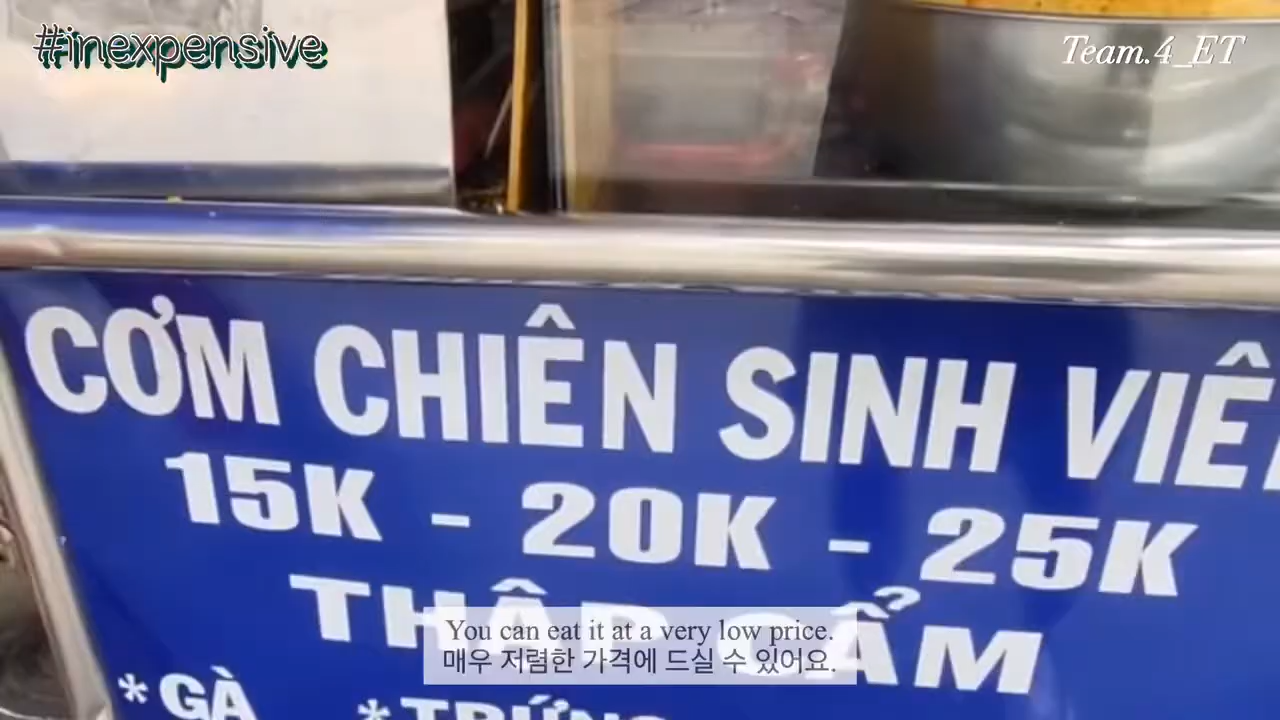 #inexpensive
Team.4_ET
CƠM CHIÊN SINH VIÊ
15K - 20K - 25K
THẬP CẨM
You can eat it at a very low price.
매우 저렴한 가격에 드실 수 있어요.
*GÀ *TRỨNG